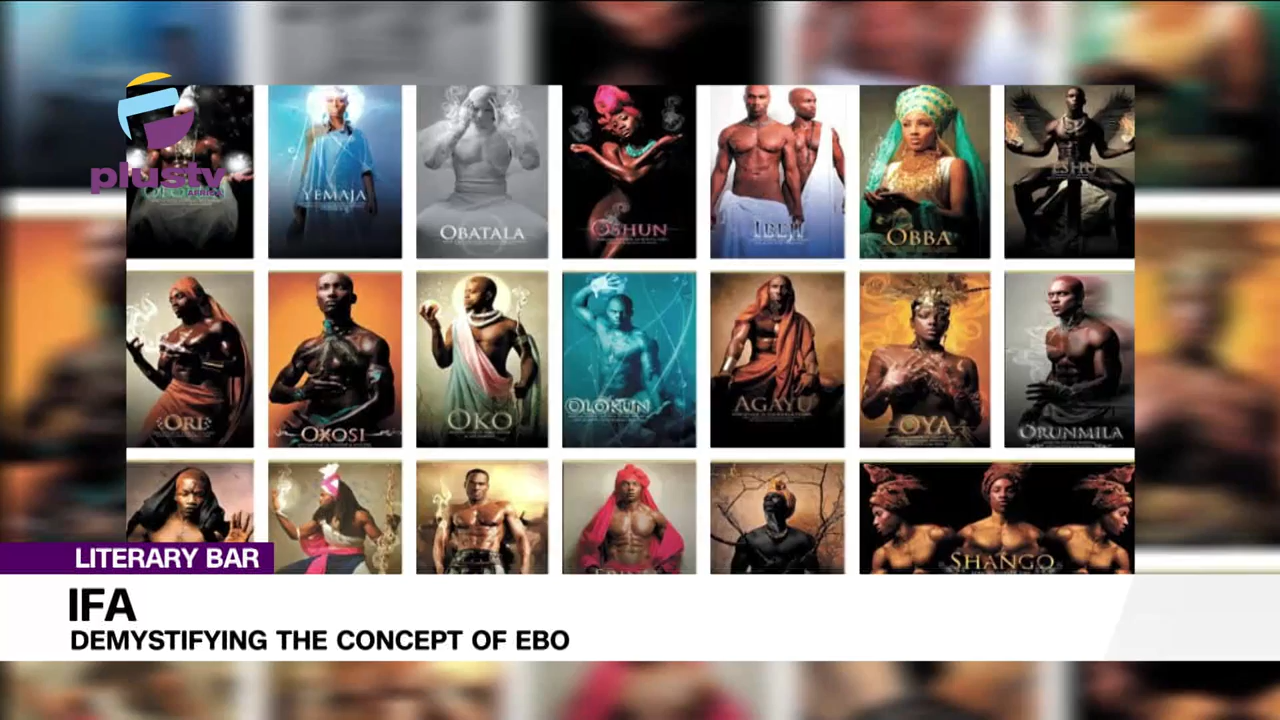 plustv
AFRICA
YEMAJA
OBATALA
OSHUN
IBEJI
OBBA
ESHU
ORI
OXOSI
OKO
OLOKUN
AGAYU
OYA
ORUNMILA
SHANGO
LITERARY BAR
IFA
DEMYSTIFYING THE CONCEPT OF EBO